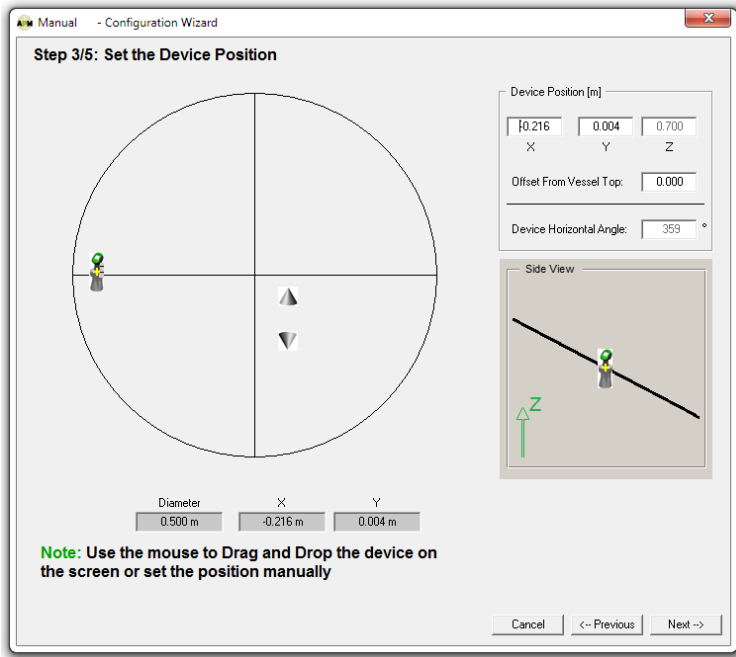 APM Manual - Configuration Wizard
Step 3/5: Set the Device Position
Device Position [m]
-0.216 0.004 0.700
X Y Z
Offset From Vessel Top: 0.000
Device Horizontal Angle: 359 °
Side View
Z
Diameter X Y
0.500 m -0.216 m 0.004 m
Note: Use the mouse to Drag and Drop the device on
the screen or set the position manually
Cancel <-- Previous Next -->